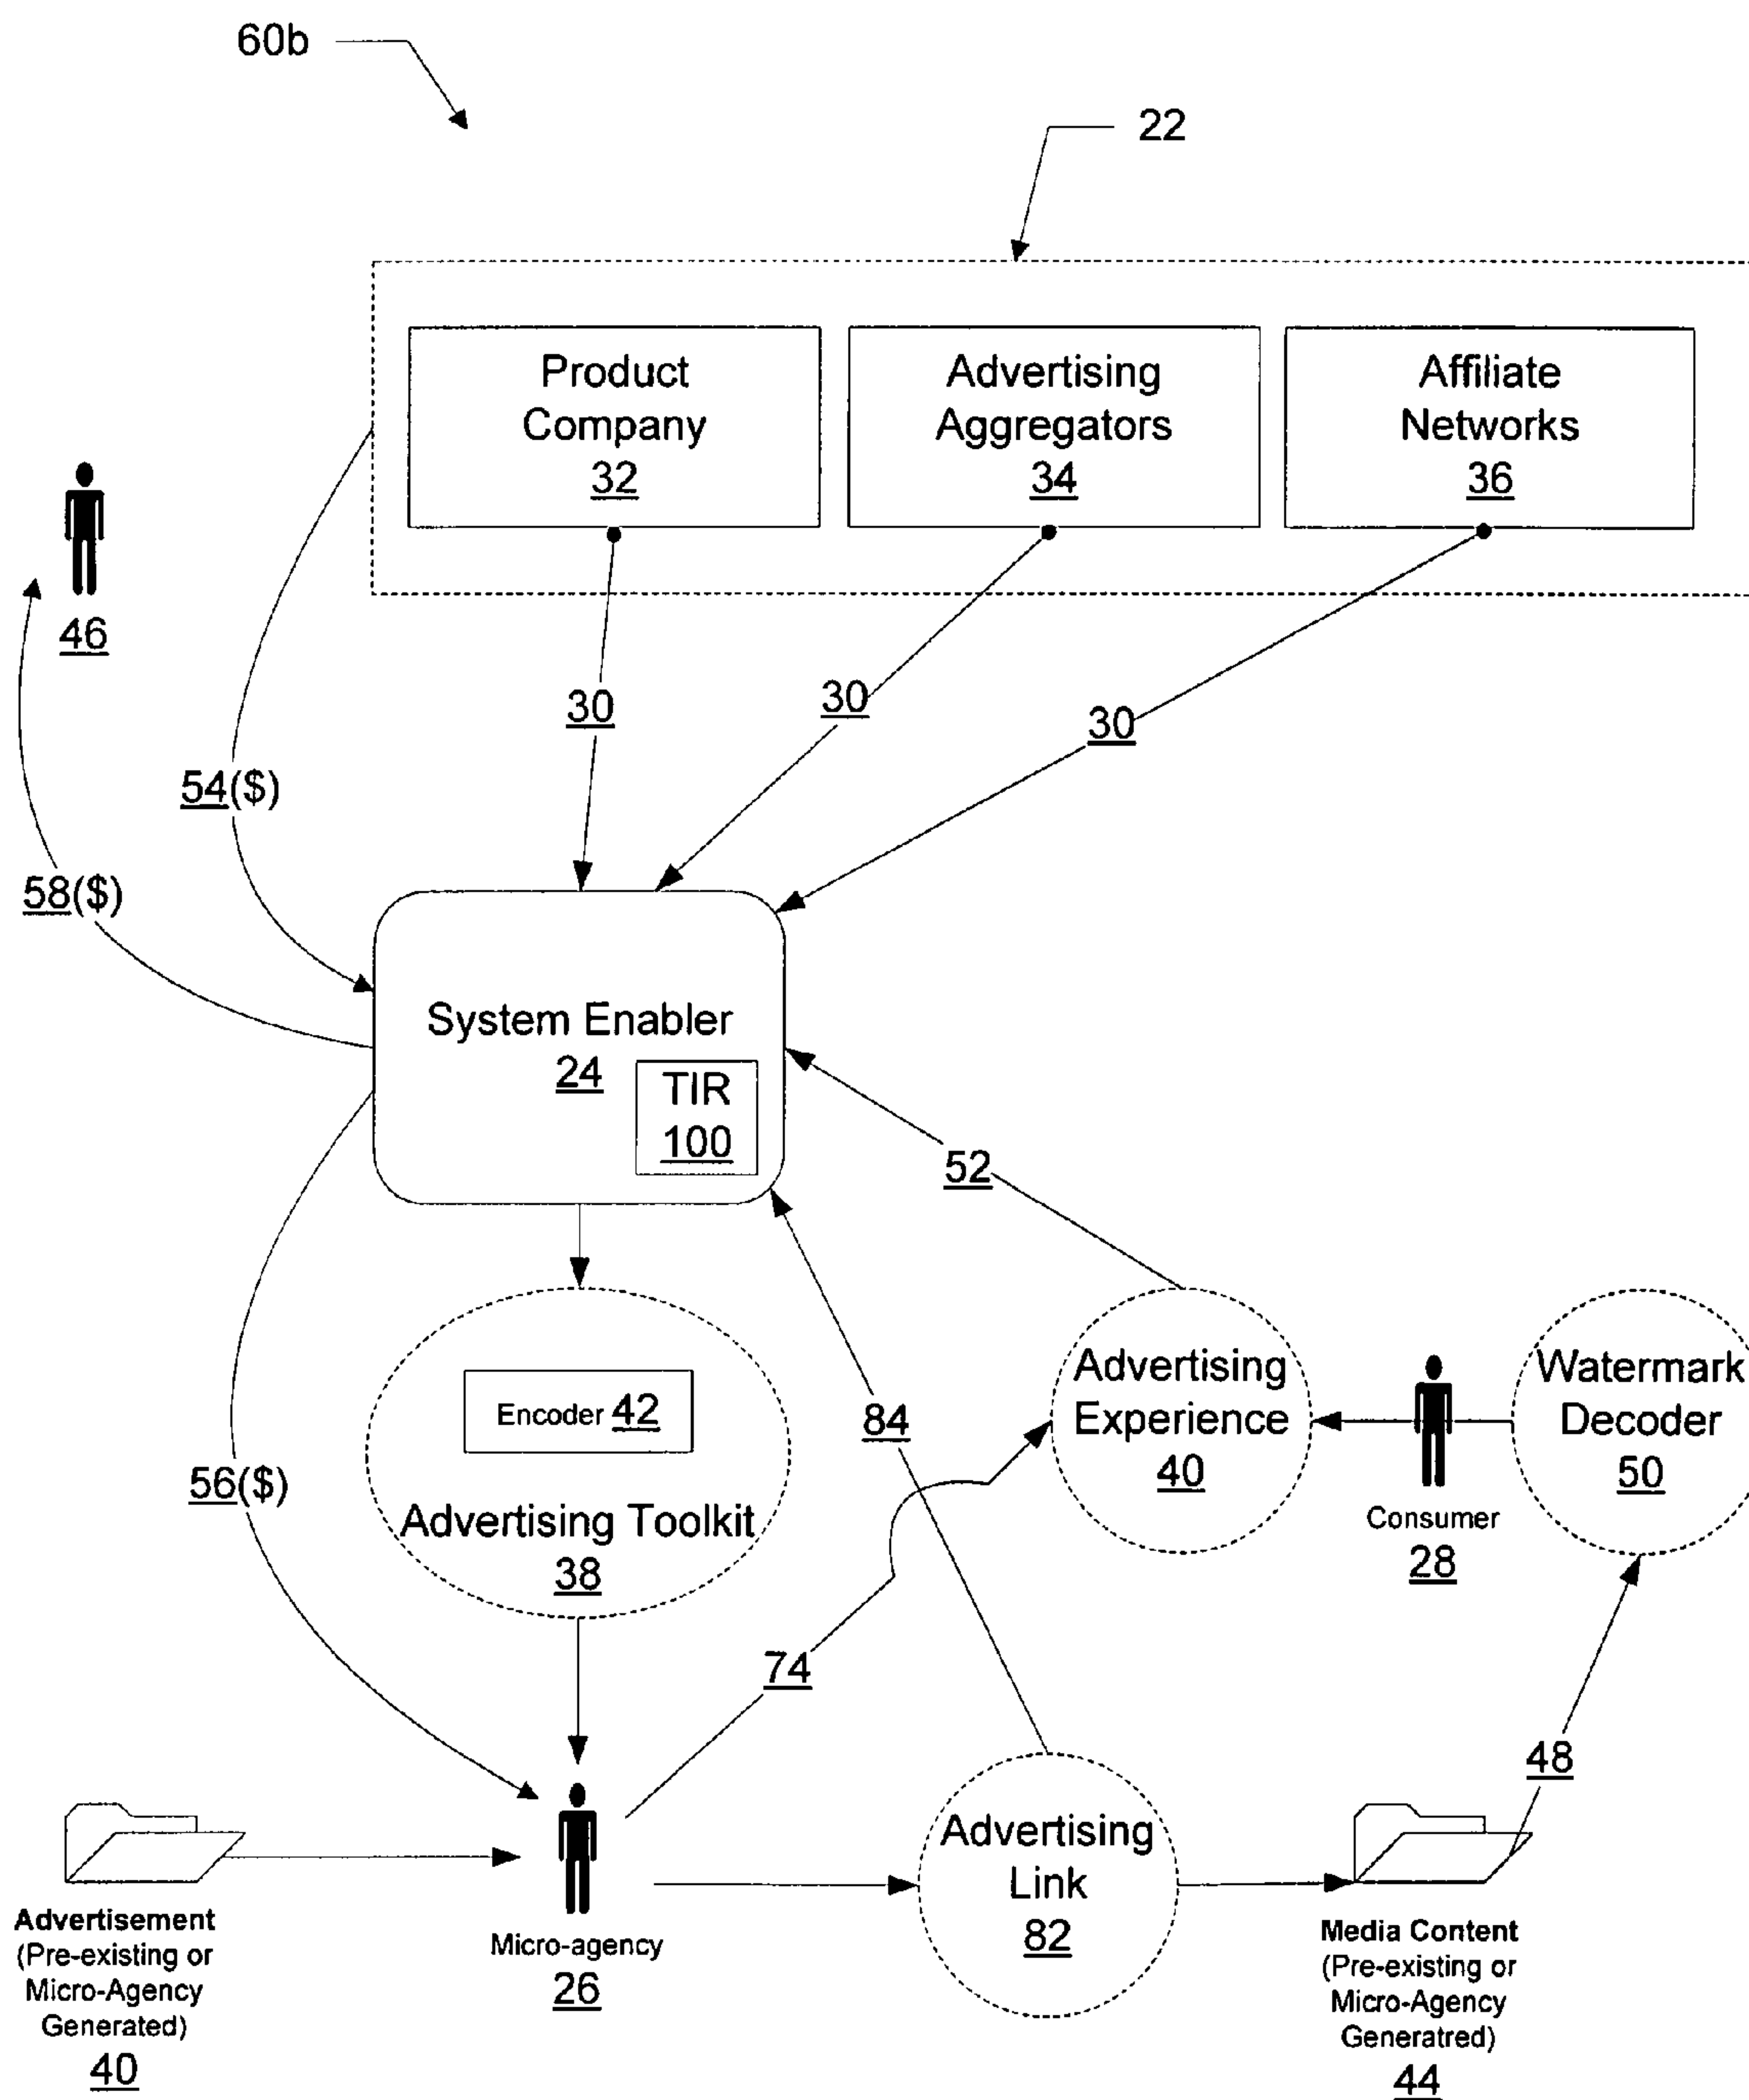 60b
22
Product
Company
32
Advertising
Aggregators
34
Affiliate
Networks
36
46
30
30
30
54($)
58($)
System Enabler
24
TIR
100
52
Encoder 42
Advertising Toolkit
38
84
Advertising
Experience
40
Watermark
Decoder
50
Consumer
28
56($)
74
48
Advertisement
(Pre-existing or
Micro-Agency
Generated)
40
Micro-agency
26
Advertising
Link
82
Media Content
(Pre-existing or
Micro-Agency
Generatred)
44